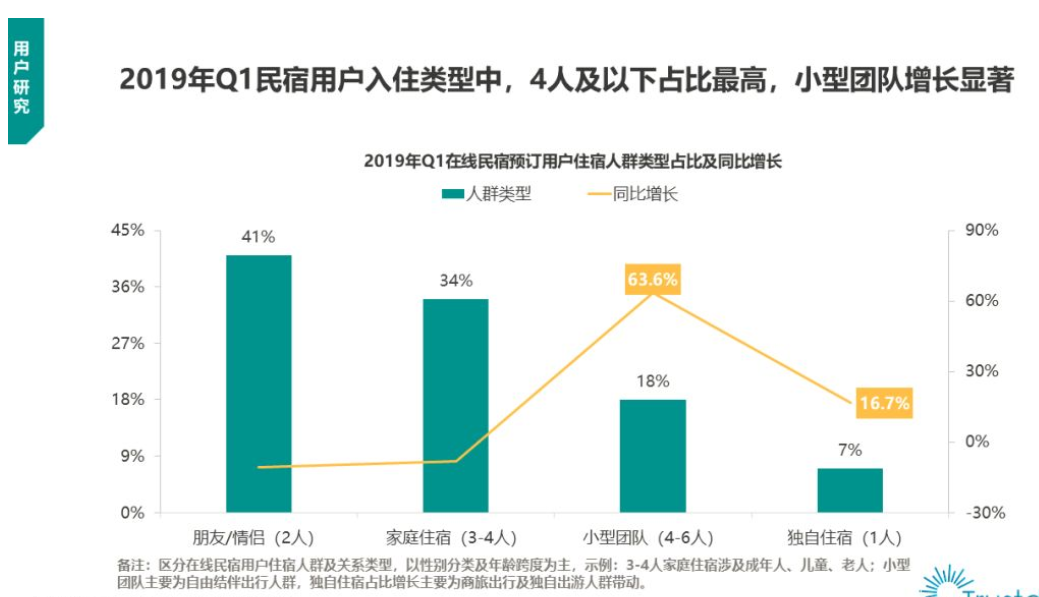 用户研究
2019年Q1民宿用户入住类型中，4人及以下占比最高，小型团队增长显著
2019年Q1在线民宿预订用户住宿人群类型占比及同比增长
人群类型 同比增长
45%
36%
27%
18%
9%
0%
41%
34%
18%
7%
63.6%
16.7%
90%
60%
30%
0%
-30%
朋友/情侣（2人） 家庭住宿（3-4人） 小型团队（4-6人） 独自住宿（1人）
备注：区分在线民宿用户住宿人群及关系类型，以性别分类及年龄跨度为主，示例：3-4人家庭住宿涉及成年人、儿童、老人；小型
团队主要为自由结伴出行人群，独自住宿占比增长主要为商旅出行及独自出游人群带动。